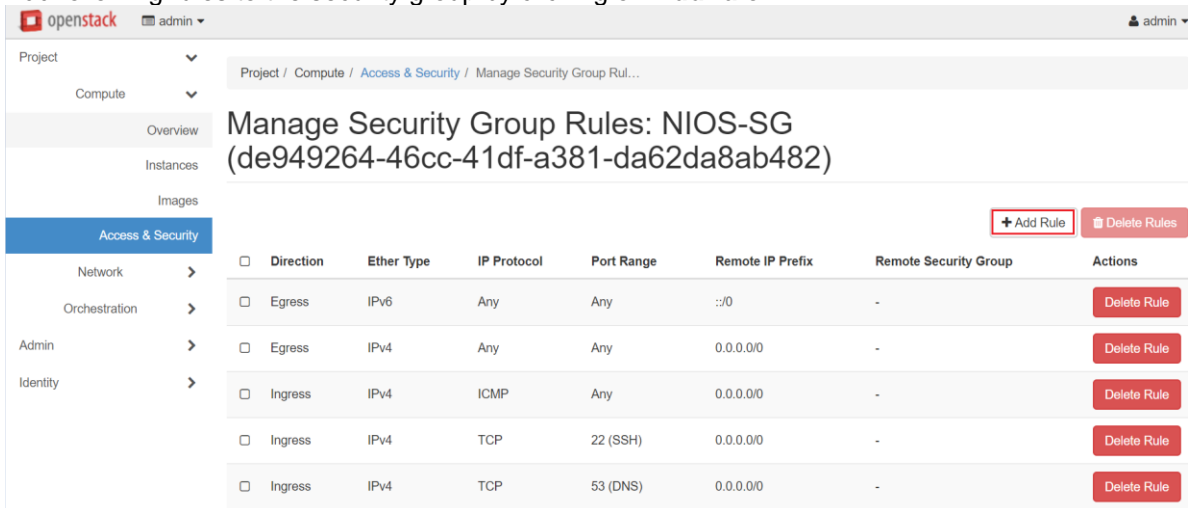 openstack admin admin
Project
Compute
Overview
Instances
Images
Access & Security
Network
Orchestration
Admin
Identity
Project / Compute / Access & Security / Manage Security Group Rul...
Manage Security Group Rules: NIOS-SG
(de949264-46cc-41df-a381-da62da8ab482)
+ Add Rule Delete Rules
Direction Ether Type IP Protocol Port Range Remote IP Prefix Remote Security Group Actions
Egress IPv6 Any Any ::/0 - Delete Rule
Egress IPv4 Any Any 0.0.0.0/0 - Delete Rule
Ingress IPv4 ICMP Any 0.0.0.0/0 - Delete Rule
Ingress IPv4 TCP 22 (SSH) 0.0.0.0/0 - Delete Rule
Ingress IPv4 TCP 53 (DNS) 0.0.0.0/0 - Delete Rule